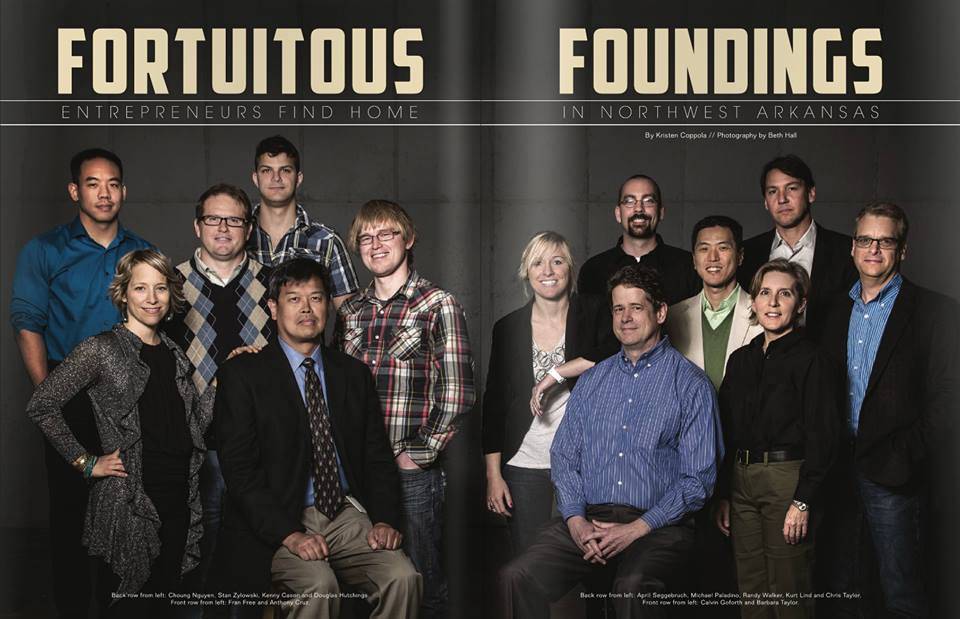 FORTUITOUS FOUNDINGS
ENTREPRENEURS FIND HOME IN NORTHWEST ARKANSAS
By Kristen Coppola // Photography by Beth Hall
Back row from left: Choung Nguyen, Stan Zylowski, Kenny Cason and Douglas Hutchings
Front row from left: Fran Free and Anthony Cruz.
Back row from left: April Seggebruch, Michael Paladino, Randy Walker, Kurt Lind and Chris Taylor.
Front row from left: Calvin Goforth and Barbara Taylor.